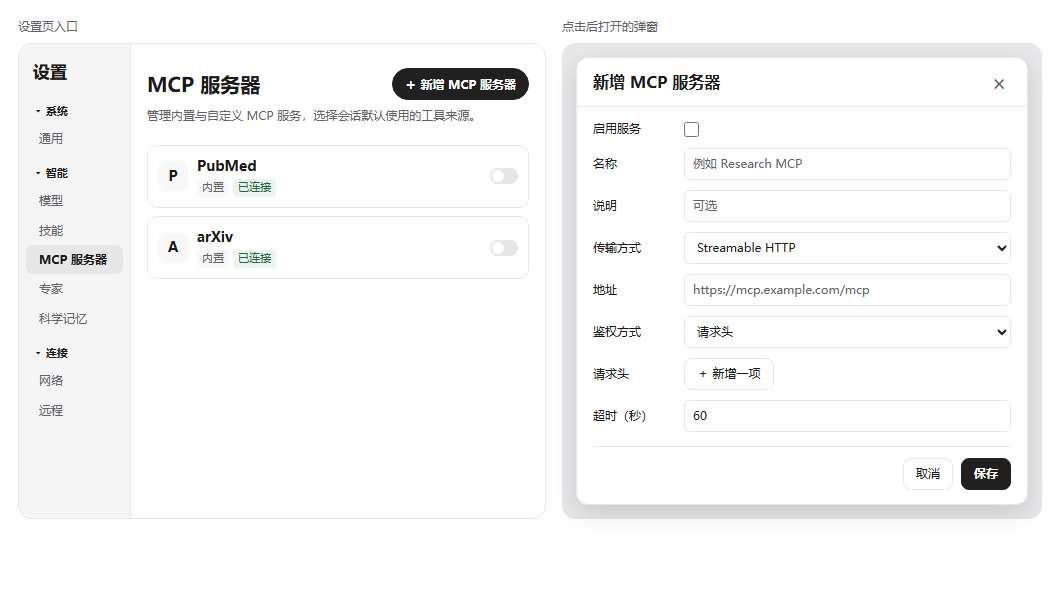 设置页入口
设置
系统
通用
智能
模型
技能
MCP 服务器
专家
科学记忆
连接
网络
远程
MCP 服务器
+ 新增 MCP 服务器
管理内置与自定义 MCP 服务，选择会话默认使用的工具来源。
P
PubMed
内置 已连接
A
arXiv
内置 已连接
点击后打开的弹窗
新增 MCP 服务器 ×
启用服务
名称 例如 Research MCP
说明 可选
传输方式 Streamable HTTP
地址 https://mcp.example.com/mcp
鉴权方式 请求头
请求头 + 新增一项
超时（秒） 60
取消 保存